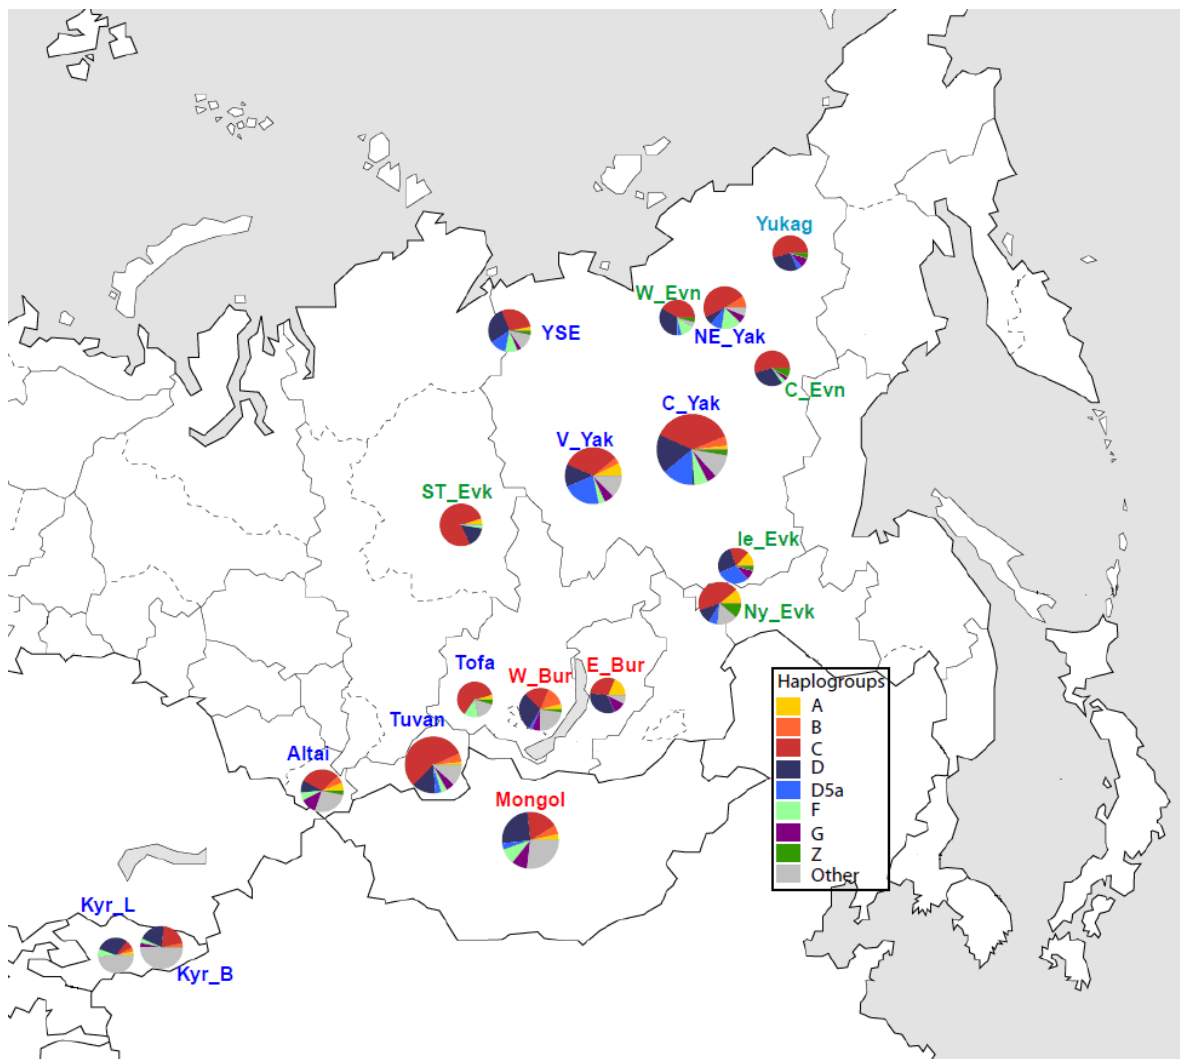 Yukag
W_Evn
YSE
NE_Yak
C_Evn
C_Yak
V_Yak
ST_Evk
Ie_Evk
Ny_Evk
Tofa
W_Bur
E_Bur
Tuvan
Altai
Mongol
Haplogroups
A
B
C
D
D5a
F
G
Z
Other
Kyr_L
Kyr_B